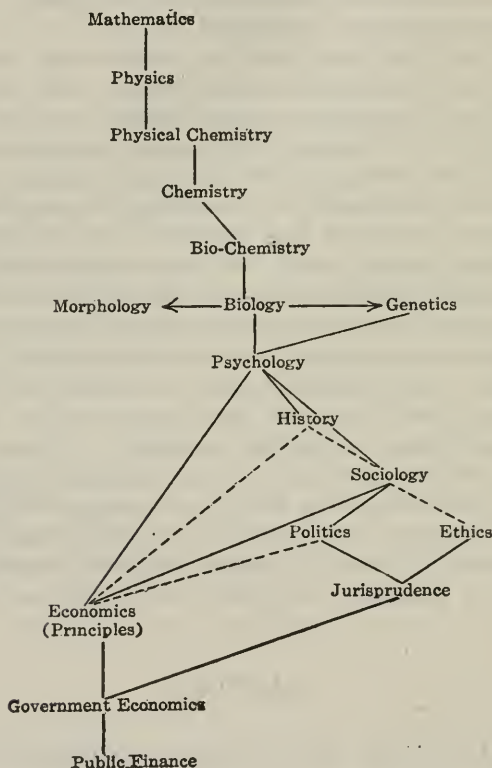 Mathematics
Physics
Physical Chemistry
Chemistry
Bio-Chemistry
Morphology Biology Genetics
Psychology
History
Sociology
Politics Ethics
Jurisprudence
Economics
(Principles)
Government Economics
Public Finance